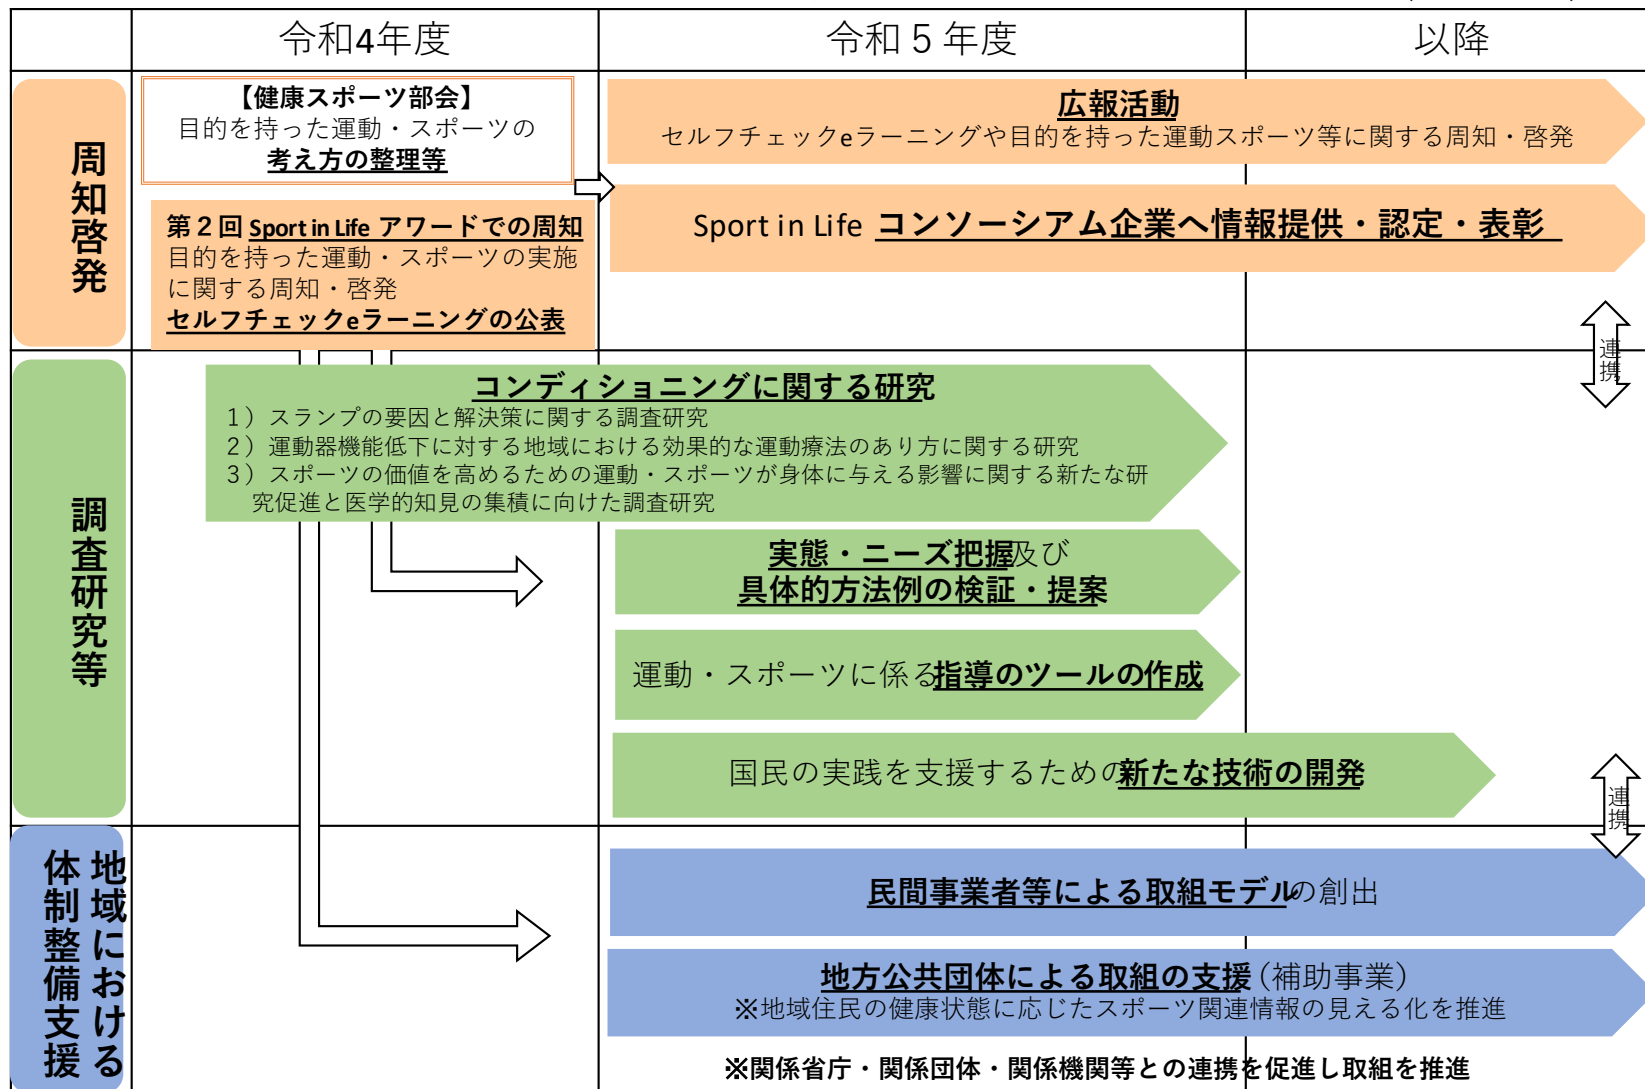 令和4年度
令和５年度
以降
周知啓発
【健康スポーツ部会】
目的を持った運動・スポーツの
考え方の整理等
第２回 Sport in Life アワードでの周知
目的を持った運動・スポーツの実施
に関する周知・啓発
セルフチェックeラーニングの公表
広報活動
セルフチェックeラーニングや目的を持った運動スポーツ等に関する周知・啓発
Sport in Life コンソーシアム企業へ情報提供・認定・表彰
連携
調査研究等
コンディショニングに関する研究
1）スランプの要因と解決策に関する調査研究
2）運動器機能低下に対する地域における効果的な運動療法のあり方に関する研究
3）スポーツの価値を高めるための運動・スポーツが身体に与える影響に関する新たな研
究促進と医学的知見の集積に向けた調査研究
実態・ニーズ把握及び
具体的方法例の検証・提案
運動・スポーツに係る指導のツールの作成
国民の実践を支援するための新たな技術の開発
連携
地域における
体制整備支援
民間事業者等による取組モデルの創出
地方公共団体による取組の支援 (補助事業)
※地域住民の健康状態に応じたスポーツ関連情報の見える化を推進
※関係省庁・関係団体・関係機関等との連携を促進し取組を推進